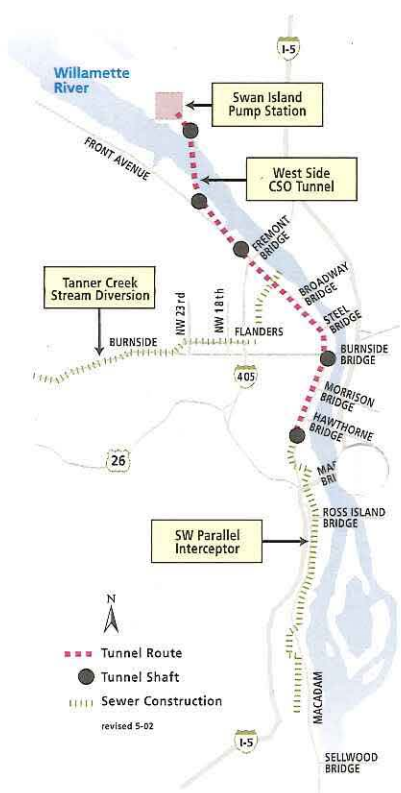 I-5
Willamette
River
Swan Island
Pump Station
FRONT AVENUE
West Side
CSO Tunnel
FREMONT
BRIDGE
BROADWAY
BRIDGE
Tanner Creek
Stream Diversion
NW 23rd
NW 18th
STEEL
BRIDGE
BURNSIDE
FLANDERS
BURNSIDE
BRIDGE
405
MORRISON
BRIDGE
HAWTHORNE
BRIDGE
26
ROSS ISLAND
BRIDGE
SW Parallel
Interceptor
N
Tunnel Route
Tunnel Shaft
Sewer Construction
revised 5-02
MACADAM
I-5
SELLWOOD
BRIDGE